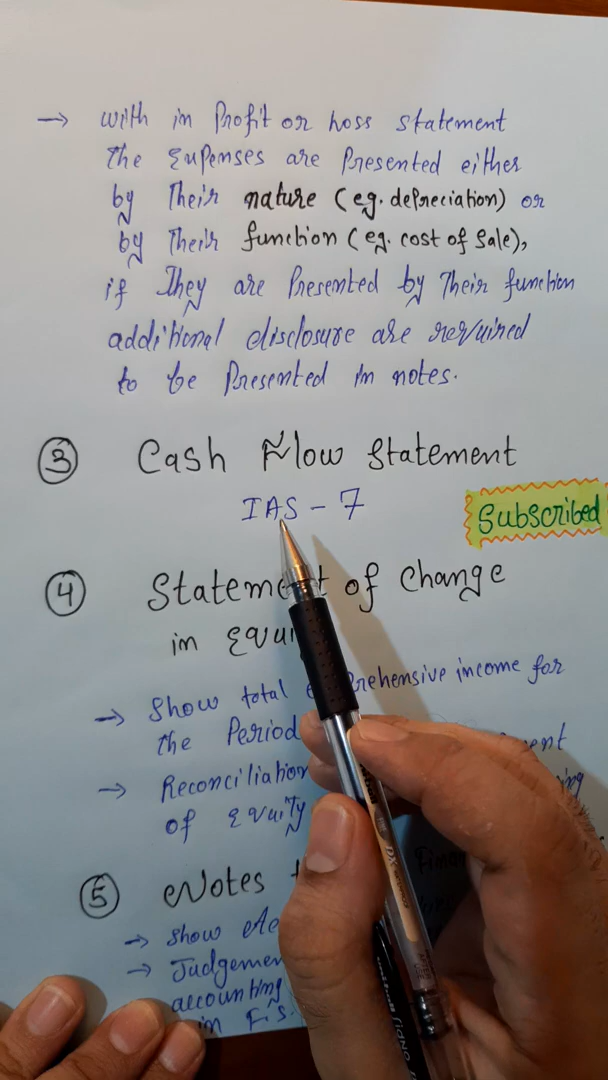 → with in Profit or Loss statement
The Expenses are Presented either
by Their nature (eg. depreciation) or
by Their function (eg. cost of sale),
if They are Presented by Their function
additional disclosure are required
to be Presented in notes.
③ Cash Flow Statement
IAS - 7
Subscribed
④ Statement of Change
in
→ Show total comprehensive income for
the Period
→ Reconciliation
of Equity
⑤ Notes
→ Show
→ Judgement
accounting
in F.S.